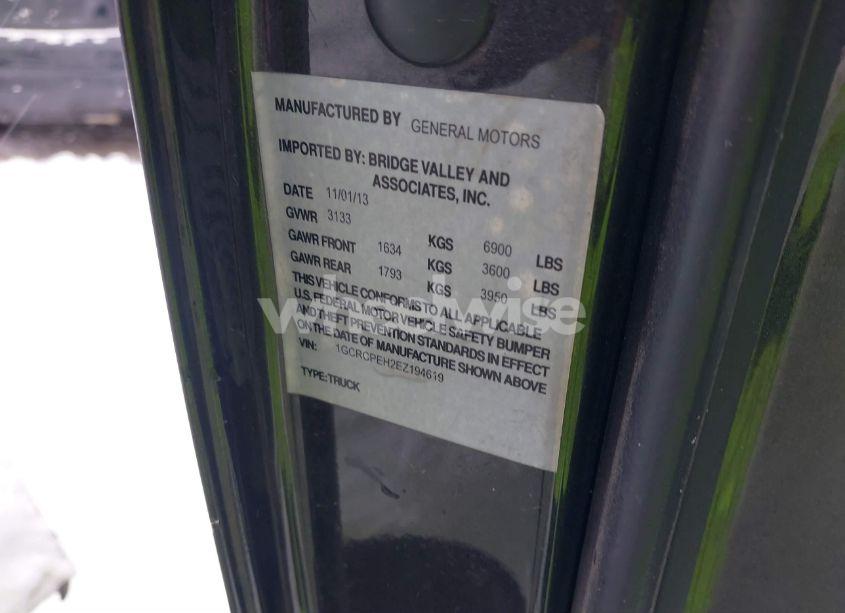 MANUFACTURED BY GENERAL MOTORS
IMPORTED BY: BRIDGE VALLEY AND
ASSOCIATES, INC.
DATE 11/01/13
GVWR 3133 KGS 6900 LBS
GAWR FRONT 1634 KGS 3600 LBS
GAWR REAR 1793 KGS 3950 LBS
THIS VEHICLE CONFORMS TO ALL APPLICABLE
U.S. FEDERAL MOTOR VEHICLE SAFETY BUMPER
AND THEFT PREVENTION STANDARDS IN EFFECT
ON THE DATE OF MANUFACTURE SHOWN ABOVE
VIN: 1GCRCPEH2EZ194619
TYPE:TRUCK
wheelwise